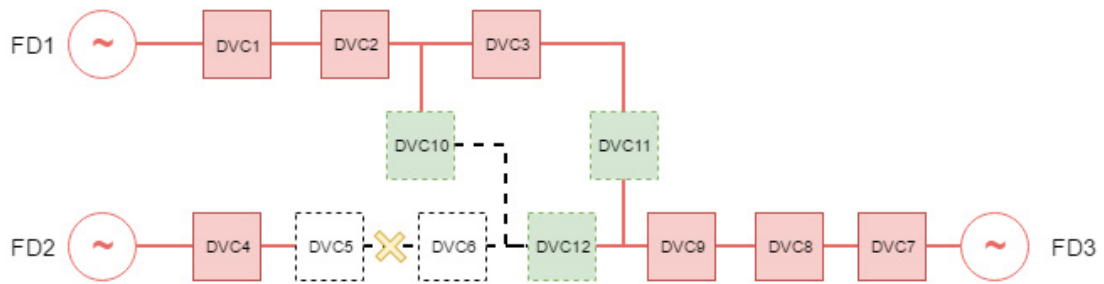 FD1 ~ DVC1 DVC2 DVC3
DVC10 DVC11
FD2 ~ DVC4 DVC5 DVC6 DVC12 DVC9 DVC8 DVC7 ~ FD3